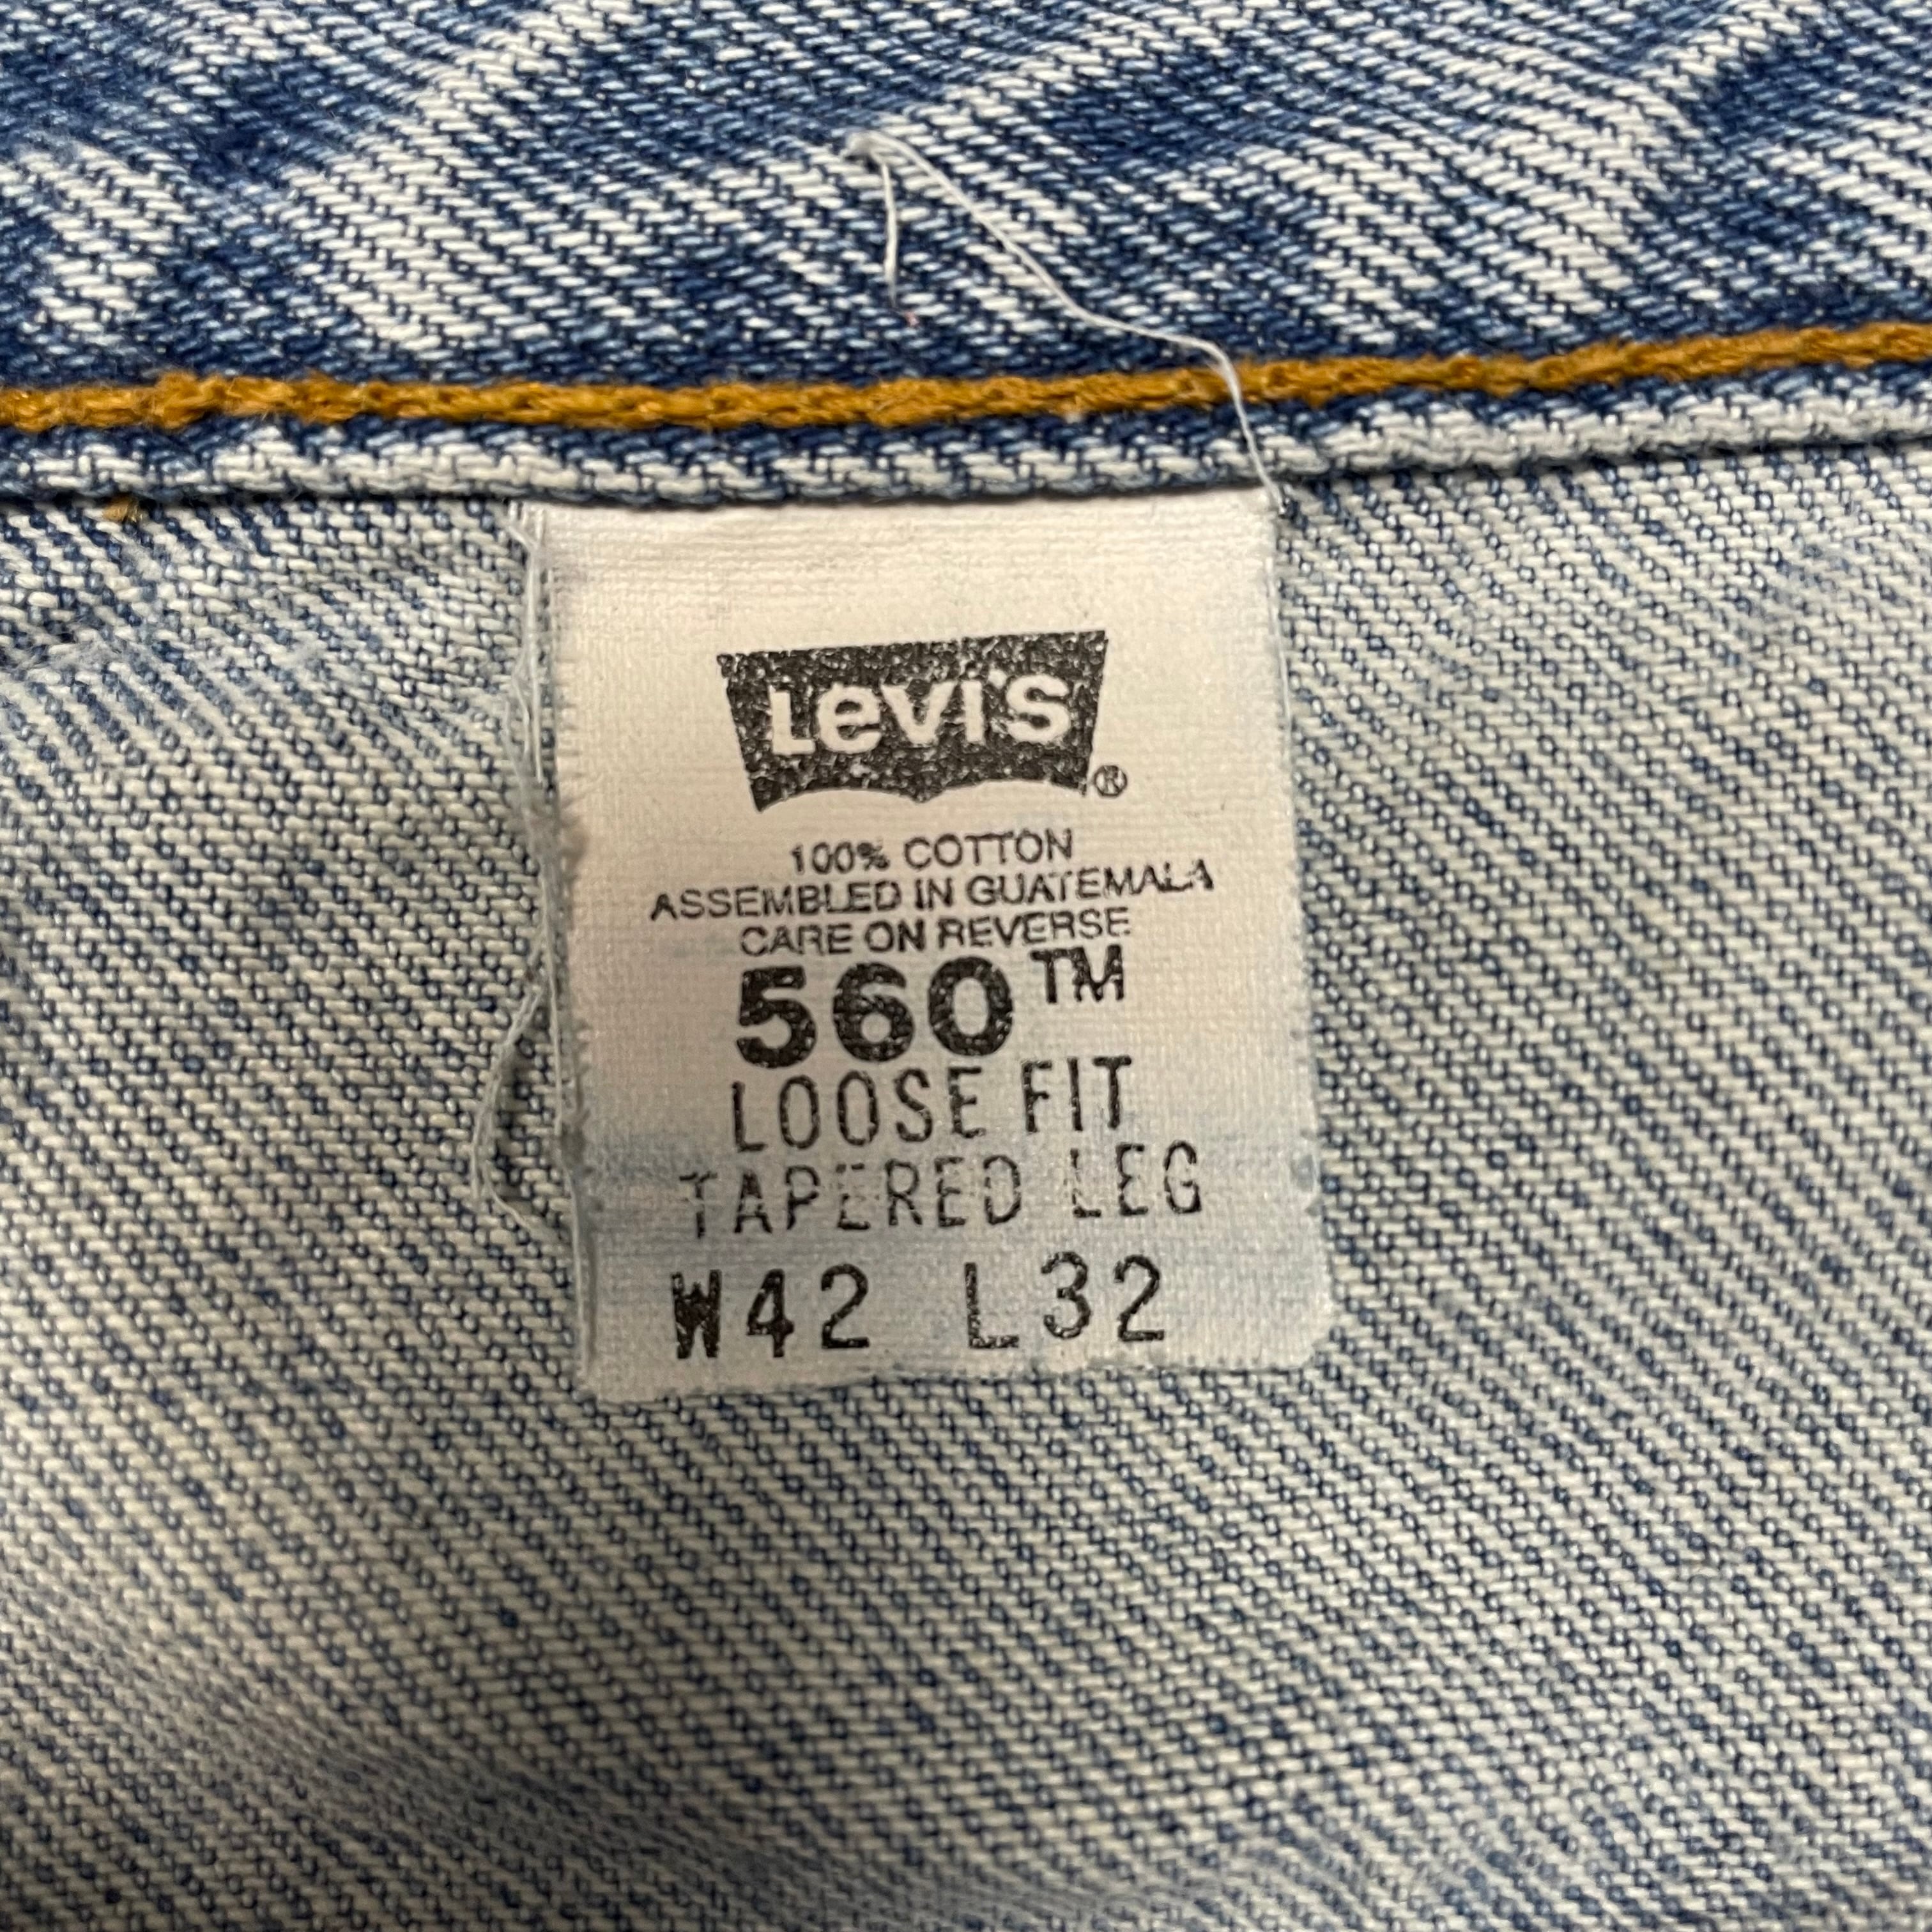 Levi's ®
100% COTTON
ASSEMBLED IN GUATEMALA
CARE ON REVERSE
560™
LOOSE FIT
TAPERED LEG
W42 L32